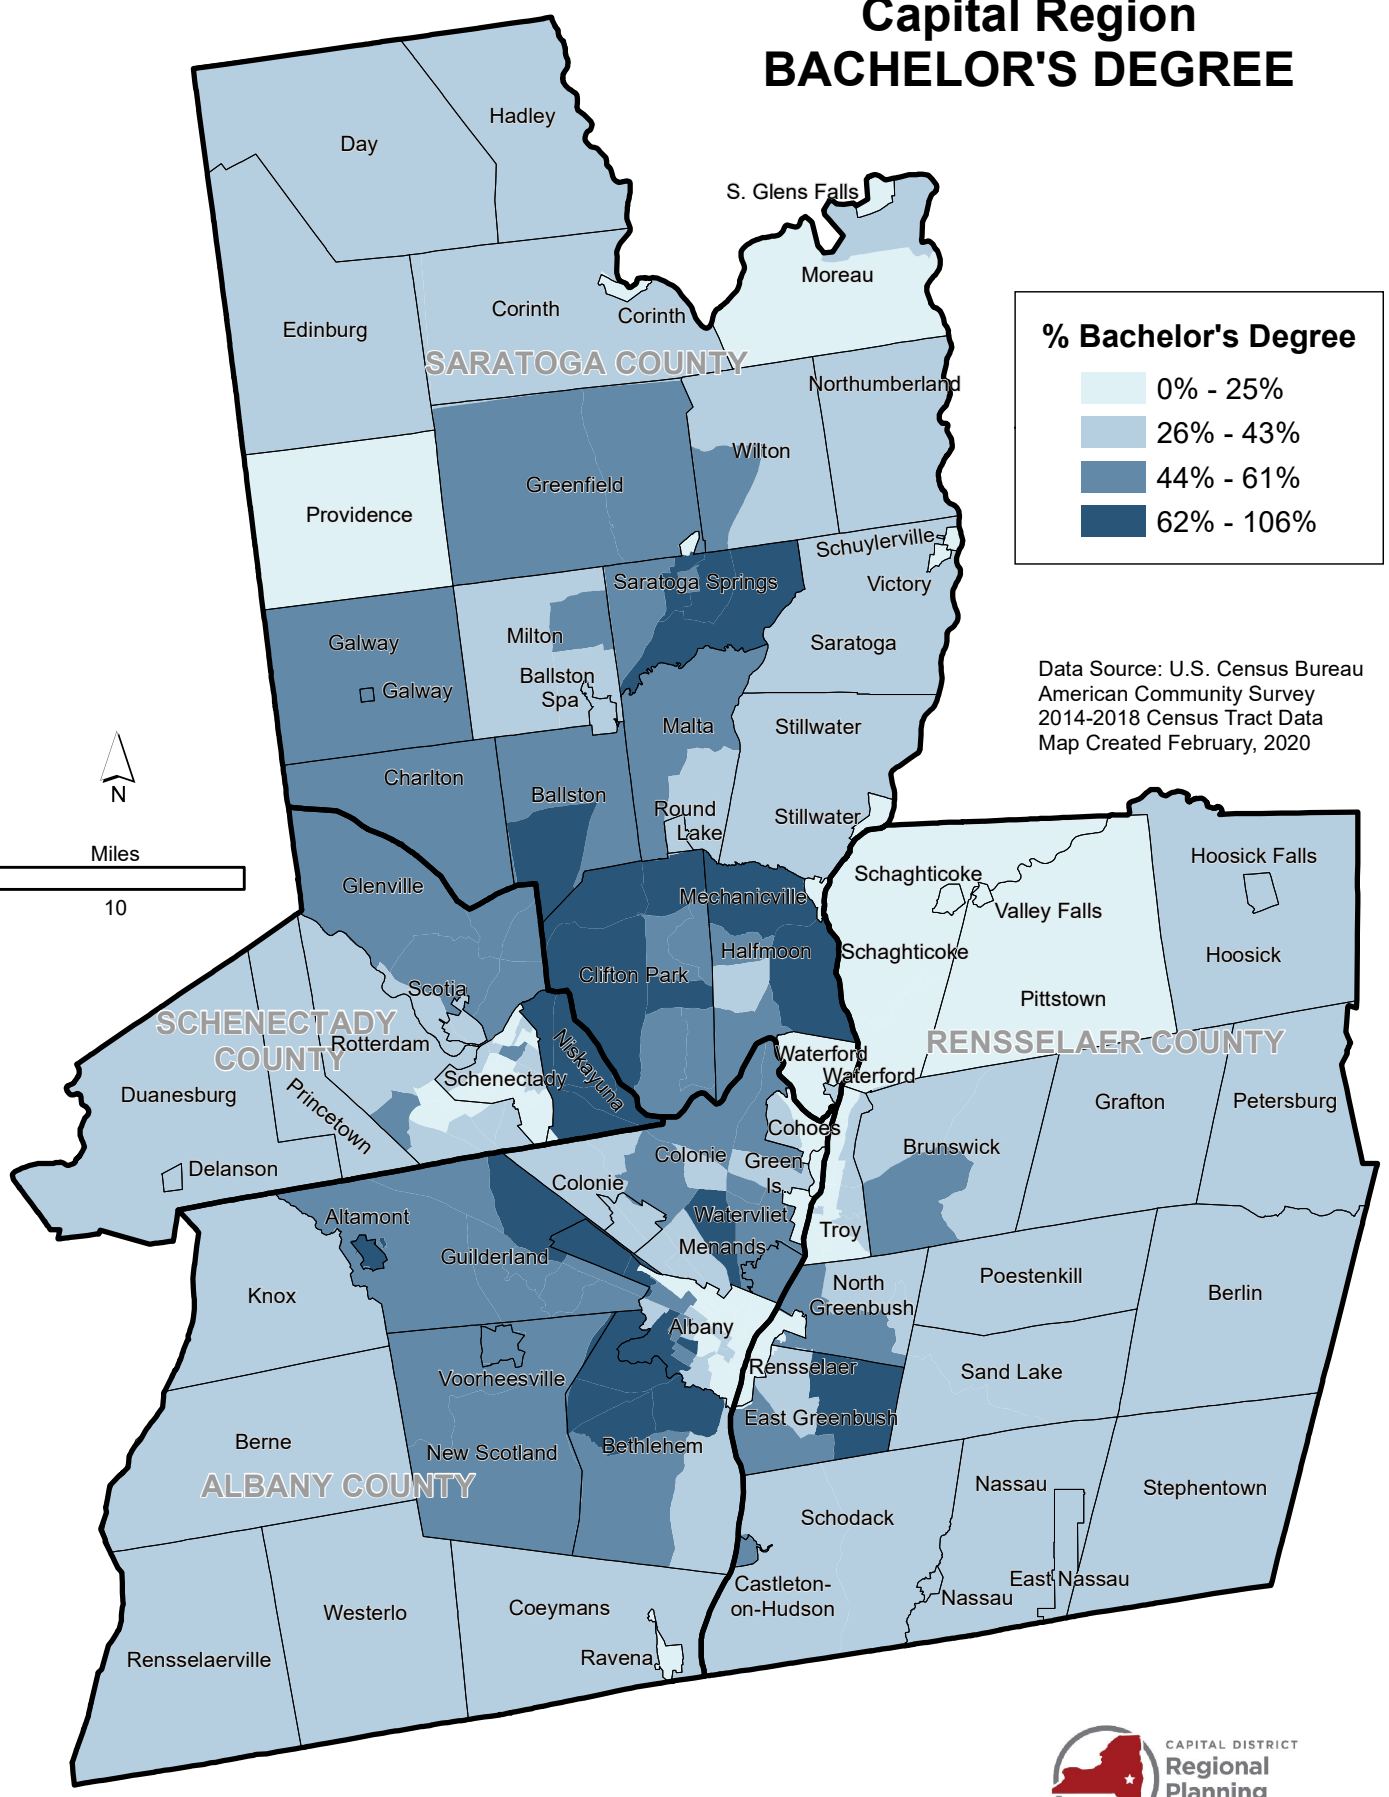 Capital Region
BACHELOR'S DEGREE
Hadley
Day
S. Glens Falls
Moreau
Corinth
Corinth
Edinburg
SARATOGA COUNTY
% Bachelor's Degree
0% - 25%
26% - 43%
44% - 61%
62% - 106%
Northumberland
Wilton
Greenfield
Providence
Schuylerville
Saratoga Springs
Victory
Galway
Milton
Saratoga
Ballston
Spa
Galway
Malta
Stillwater
Data Source: U.S. Census Bureau
American Community Survey
2014-2018 Census Tract Data
Map Created February, 2020
N
Miles
10
Charlton
Ballston
Round
Lake
Stillwater
Glenville
Mechanicville
Schaghticoke
Hoosick Falls
Valley Falls
Halfmoon
Schaghticoke
Hoosick
Clifton Park
Scotia
Pittstown
SCHENECTADY
COUNTY
RENSSELAER COUNTY
Rotterdam
Niskayuna
Waterford
Waterford
Schenectady
Duanesburg
Princetown
Grafton
Petersburg
Cohoes
Brunswick
Colonie
Green
Is.
Delanson
Colonie
Altamont
Watervliet
Troy
Guilderland
Menands
Knox
North
Greenbush
Poestenkill
Berlin
Albany
Voorheesville
Rensselaer
Sand Lake
East Greenbush
Berne
New Scotland
Bethlehem
ALBANY COUNTY
Nassau
Stephentown
Schodack
Castleton-
on-Hudson
East Nassau
Nassau
Westerlo
Coeymans
Rensselaerville
Ravena
CAPITAL DISTRICT
Regional
Planning